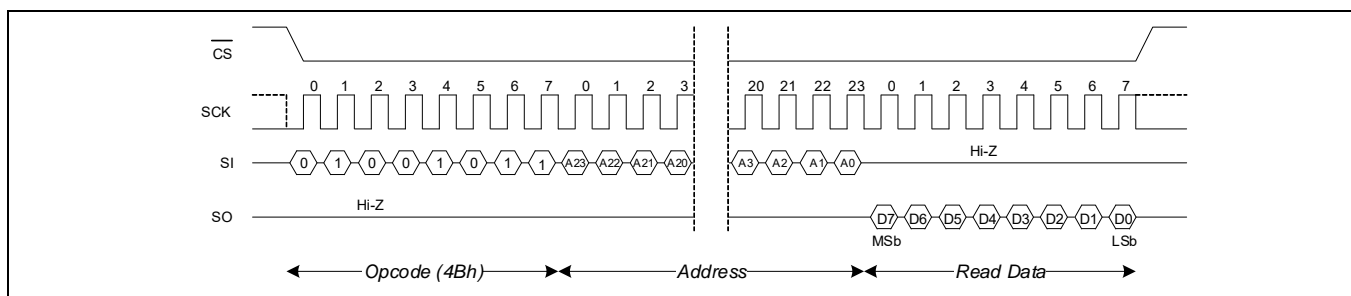 CS
0 1 2 3 4 5 6 7 0 1 2 3 20 21 22 23 0 1 2 3 4 5 6 7
SCK
SI 0 1 0 0 1 0 1 1 A23 A22 A21 A20 A3 A2 A1 A0 Hi-Z
Hi-Z
SO D7 D6 D5 D4 D3 D2 D1 D0
MSb LSb
Opcode (4Bh) Address Read Data